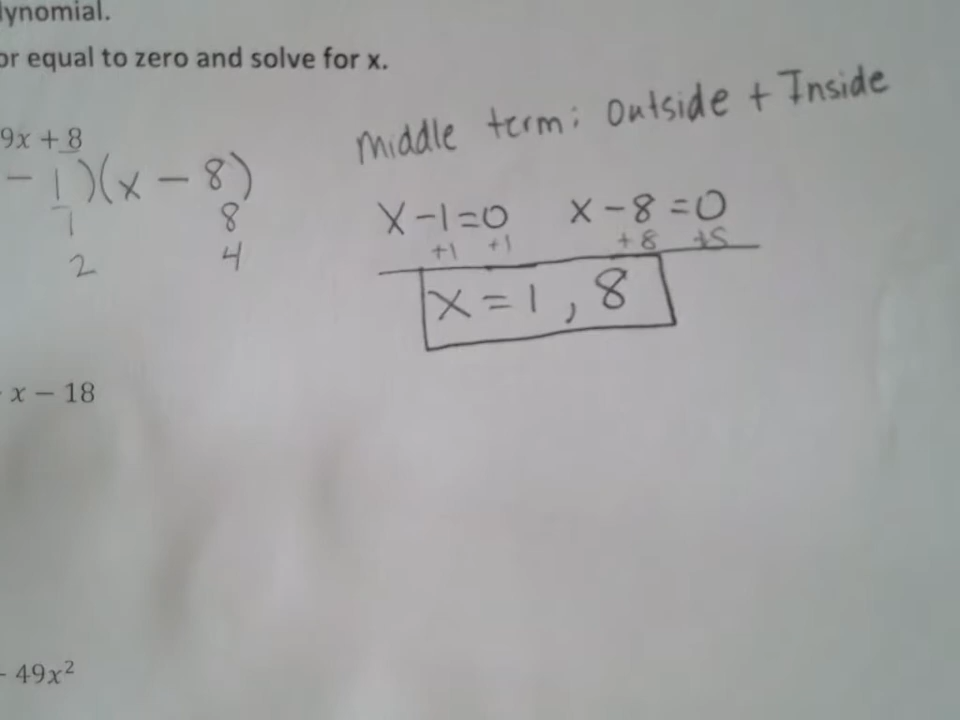 lynomial.
or equal to zero and solve for x.
Middle term: Outside + Inside
9x + 8
- 1)(x - 8)
1 8
2 4
x-1=0 x-8=0
+1 +1 +8 +8
x = 1, 8
x − 18
- 49x²